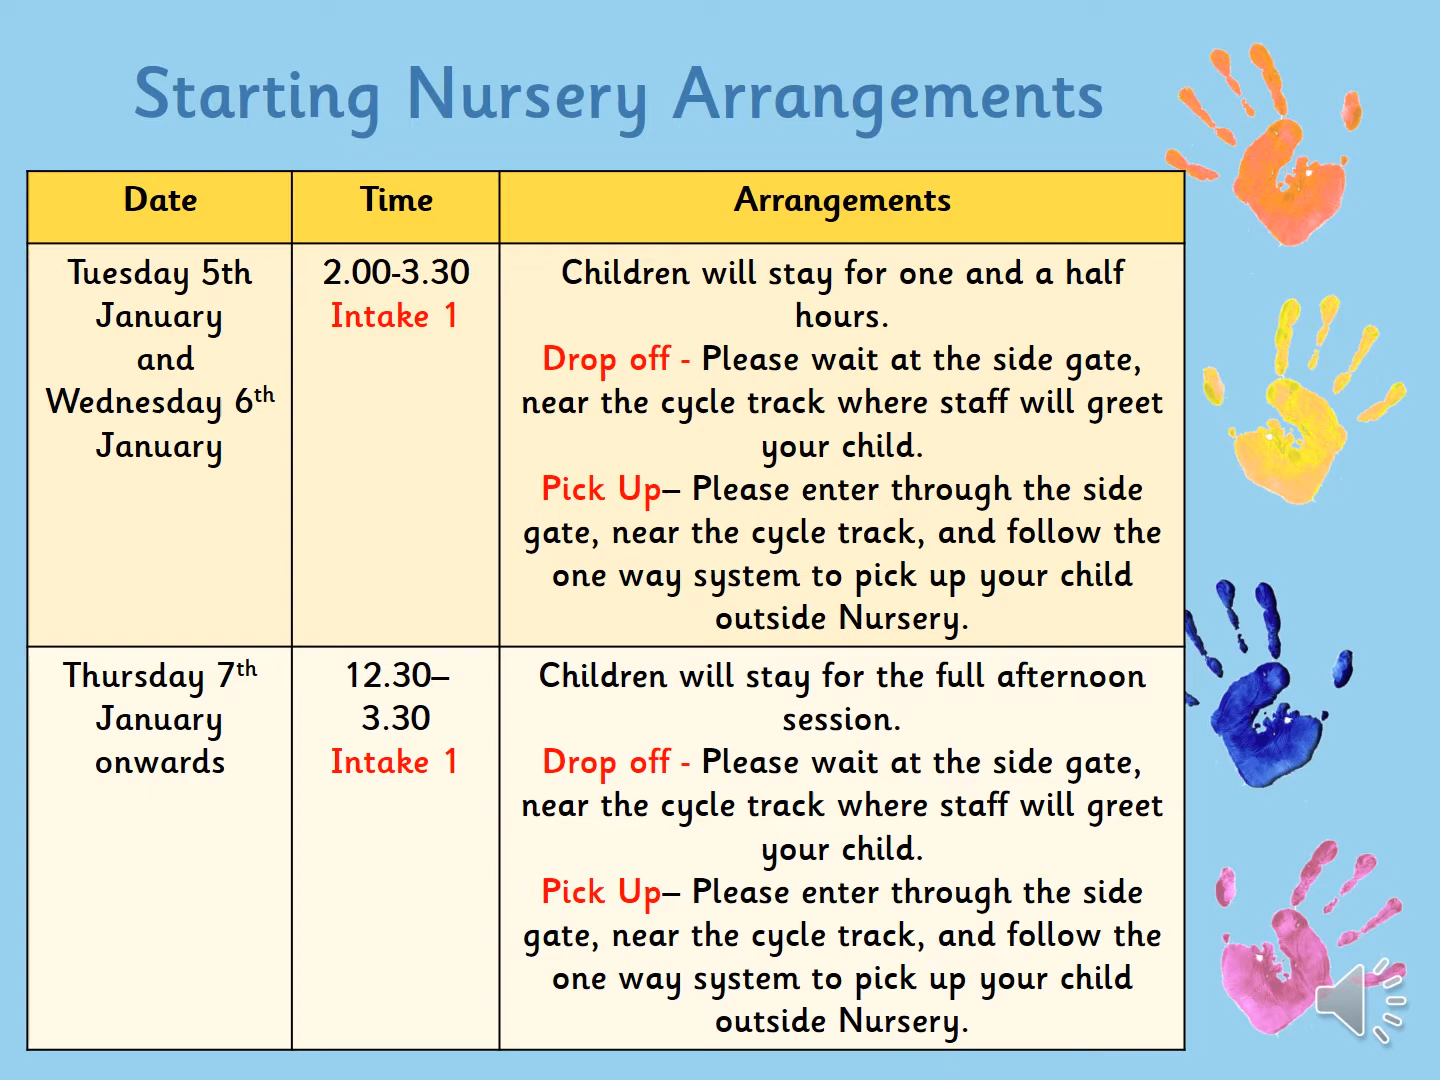 Starting Nursery Arrangements
Date
Time
Arrangements
Tuesday 5th
January
and
Wednesday 6th
January
2.00-3.30
Intake 1
Children will stay for one and a half
hours.
Drop off - Please wait at the side gate,
near the cycle track where staff will greet
your child.
Pick Up– Please enter through the side
gate, near the cycle track, and follow the
one way system to pick up your child
outside Nursery.
Thursday 7th
January
onwards
12.30–
3.30
Intake 1
Children will stay for the full afternoon
session.
Drop off - Please wait at the side gate,
near the cycle track where staff will greet
your child.
Pick Up– Please enter through the side
gate, near the cycle track, and follow the
one way system to pick up your child
outside Nursery.